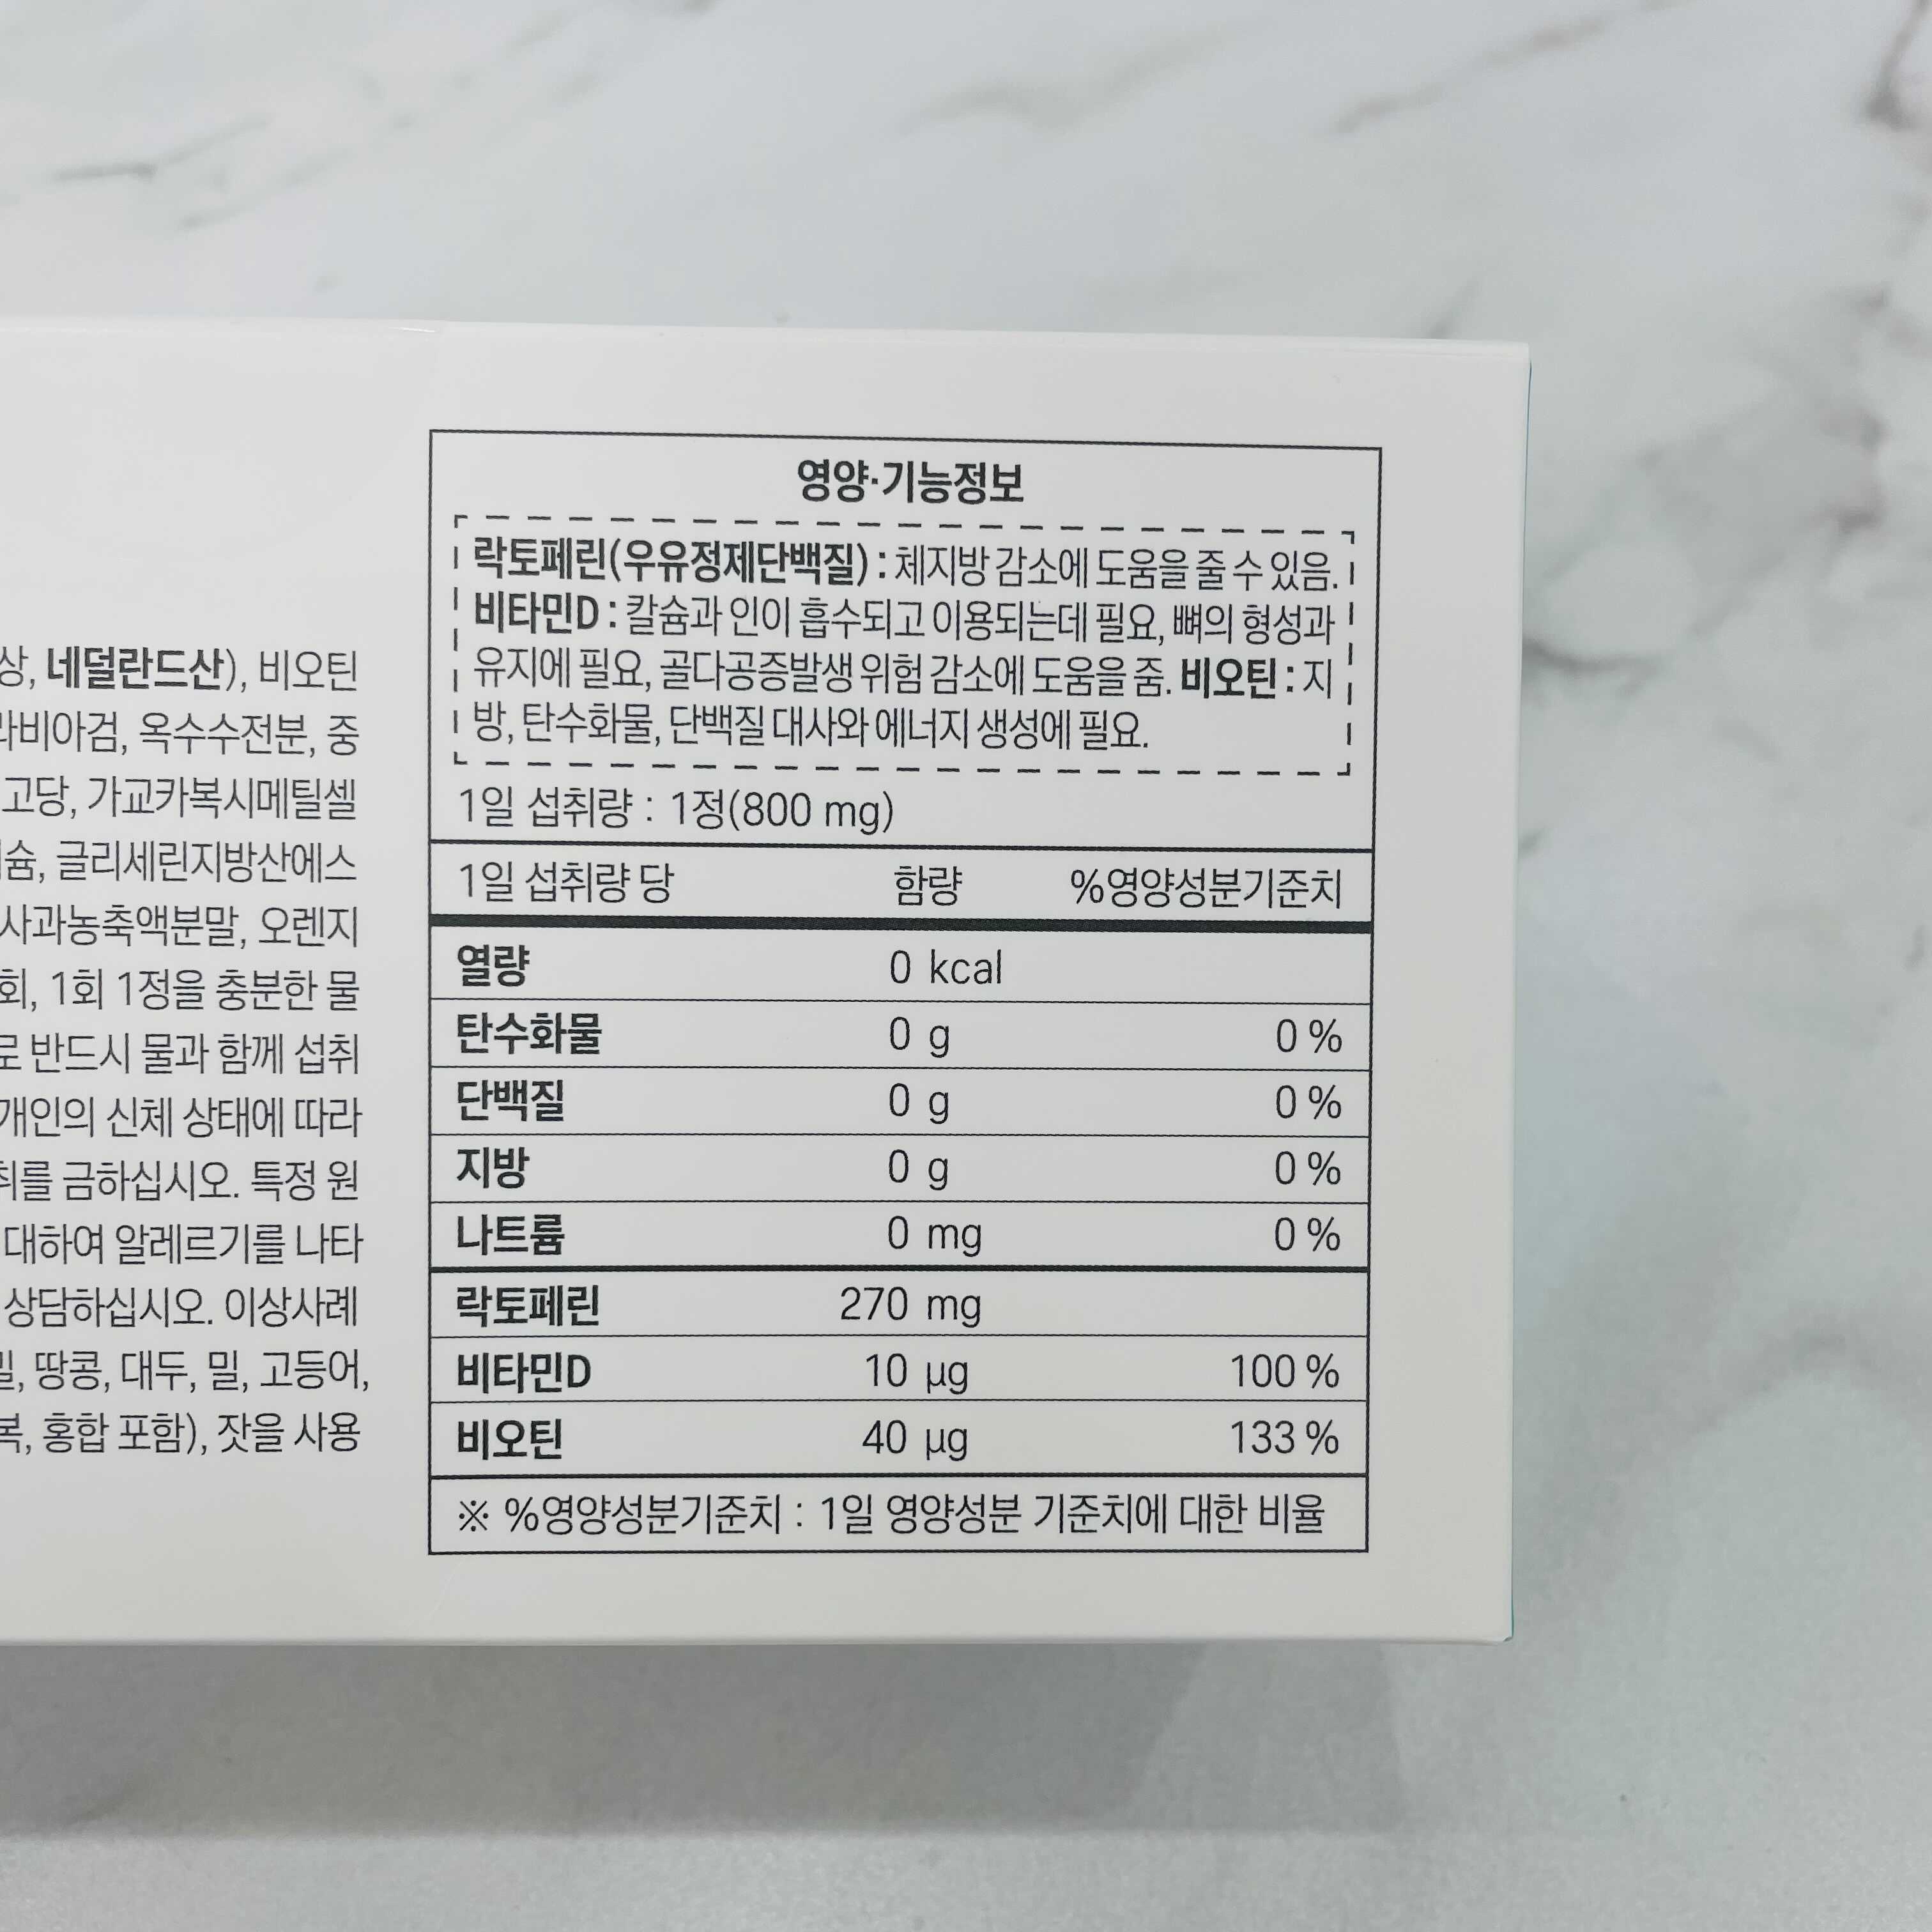 상, 네덜란드산), 비오틴
라비아검, 옥수수전분, 중
고당, 가교카복시메틸셀
슘, 글리세린지방산에스
사과농축액분말, 오렌지
회, 1회 1정을 충분한 물
로 반드시 물과 함께 섭취
개인의 신체 상태에 따라
취를 금하십시오. 특정 원
대하여 알레르기를 나타
상담하십시오. 이상사례
밀, 땅콩, 대두, 밀, 고등어,
복, 홍합 포함), 잣을 사용
영양·기능정보
락토페린(우유정제단백질) : 체지방 감소에 도움을 줄 수 있음.
비타민D : 칼슘과 인이 흡수되고 이용되는데 필요, 뼈의 형성과
유지에 필요, 골다공증발생 위험 감소에 도움을 줌. 비오틴 : 지
방, 탄수화물, 단백질 대사와 에너지 생성에 필요.
1일 섭취량 : 1정(800 mg)
1일 섭취량 당 함량 %영양성분기준치
열량 0 kcal
탄수화물 0 g 0 %
단백질 0 g 0 %
지방 0 g 0 %
나트륨 0 mg 0 %
락토페린 270 mg
비타민D 10 µg 100 %
비오틴 40 µg 133 %
※ %영양성분기준치 : 1일 영양성분 기준치에 대한 비율